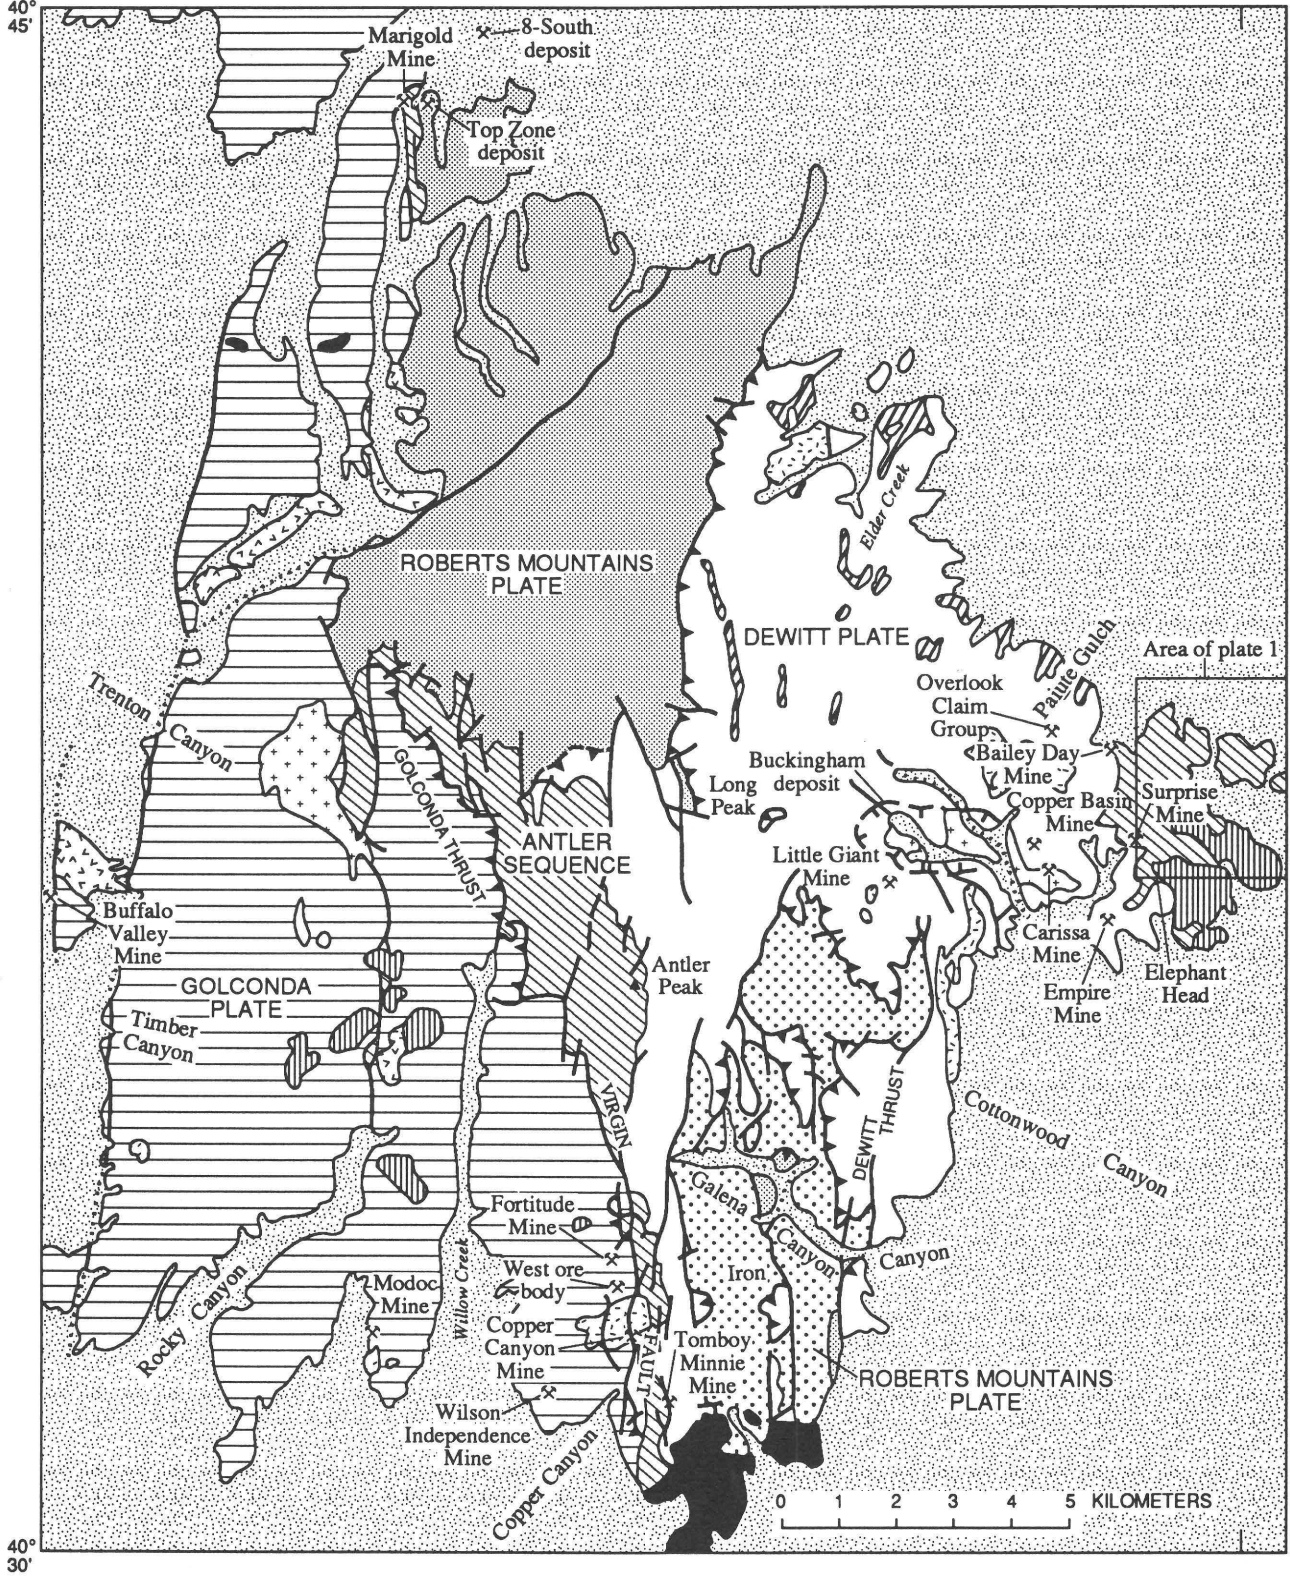 40°
45'
Marigold
Mine
8-South
deposit
Top Zone
deposit
Elder Creek
ROBERTS MOUNTAINS
PLATE
DEWITT PLATE
Area of plate 1
Paiute Gulch
Overlook
Claim
Group
Trenton
Canyon
Bailey Day
Mine
Buckingham
deposit
Long
Peak
GOLCONDA THRUST
Copper Basin
Mine
Surprise
Mine
ANTLER
SEQUENCE
Little Giant
Mine
Buffalo
Valley
Mine
Carissa
Mine
Antler
Peak
Elephant
Head
Empire
Mine
GOLCONDA
PLATE
Timber
Canyon
VIRGIN
FAULT
DEWITT
THRUST
Cottonwood
Canyon
Galena
Canyon
Canyon
Fortitude
Mine
West ore
body
Iron
Modoc
Mine
Willow Creek
Rocky Canyon
Copper
Canyon
Mine
Tomboy
Minnie
Mine
ROBERTS MOUNTAINS
PLATE
Wilson
Independence
Mine
Copper Canyon
0 1 2 3 4 5 KILOMETERS
40°
30'